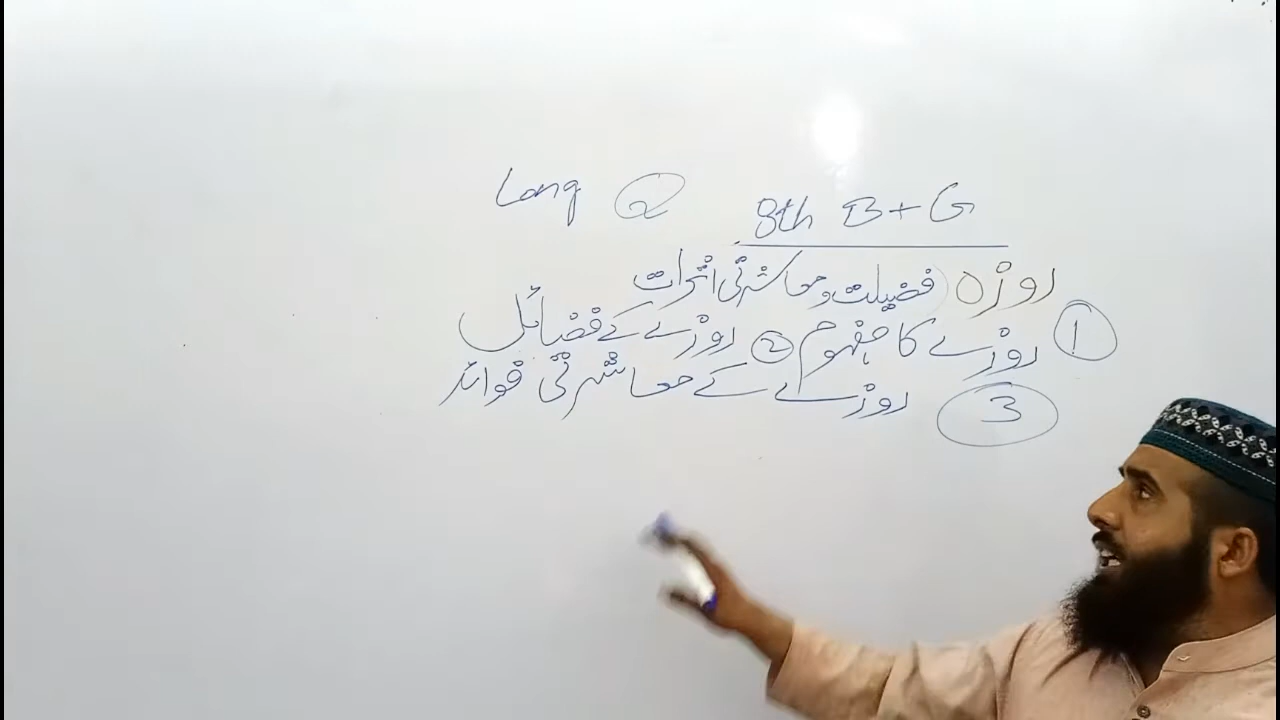 Long Q 8th B+G
روزہ (فضیلت و معاشرتی اثرات
① روزے کا مفہوم ② روزے کے فضائل
③ روزے کے معاشرتی فوائد